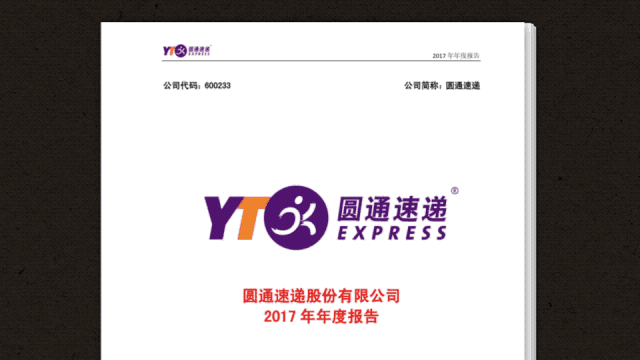 YTO 圆通速递
EXPRESS
2017 年年度报告
公司代码：600233
公司简称：圆通速递
YTO 圆通速递®
EXPRESS
圆通速递股份有限公司
2017 年年度报告